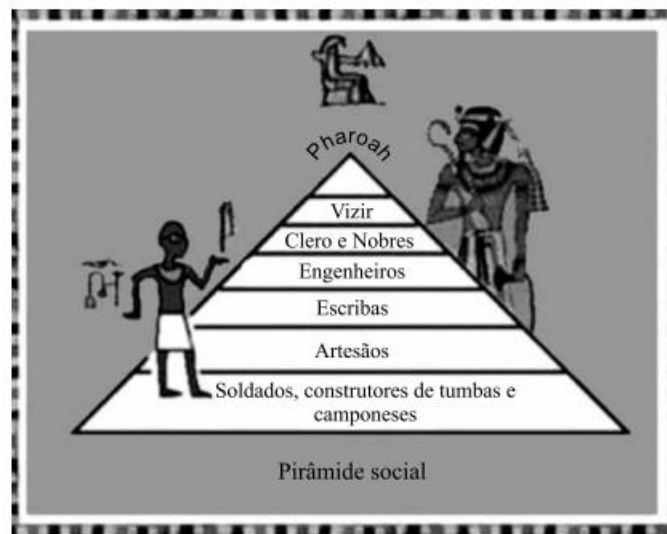 Pharoah
Vizir
Clero e Nobres
Engenheiros
Escribas
Artesãos
Soldados, construtores de tumbas e
camponeses
Pirâmide social